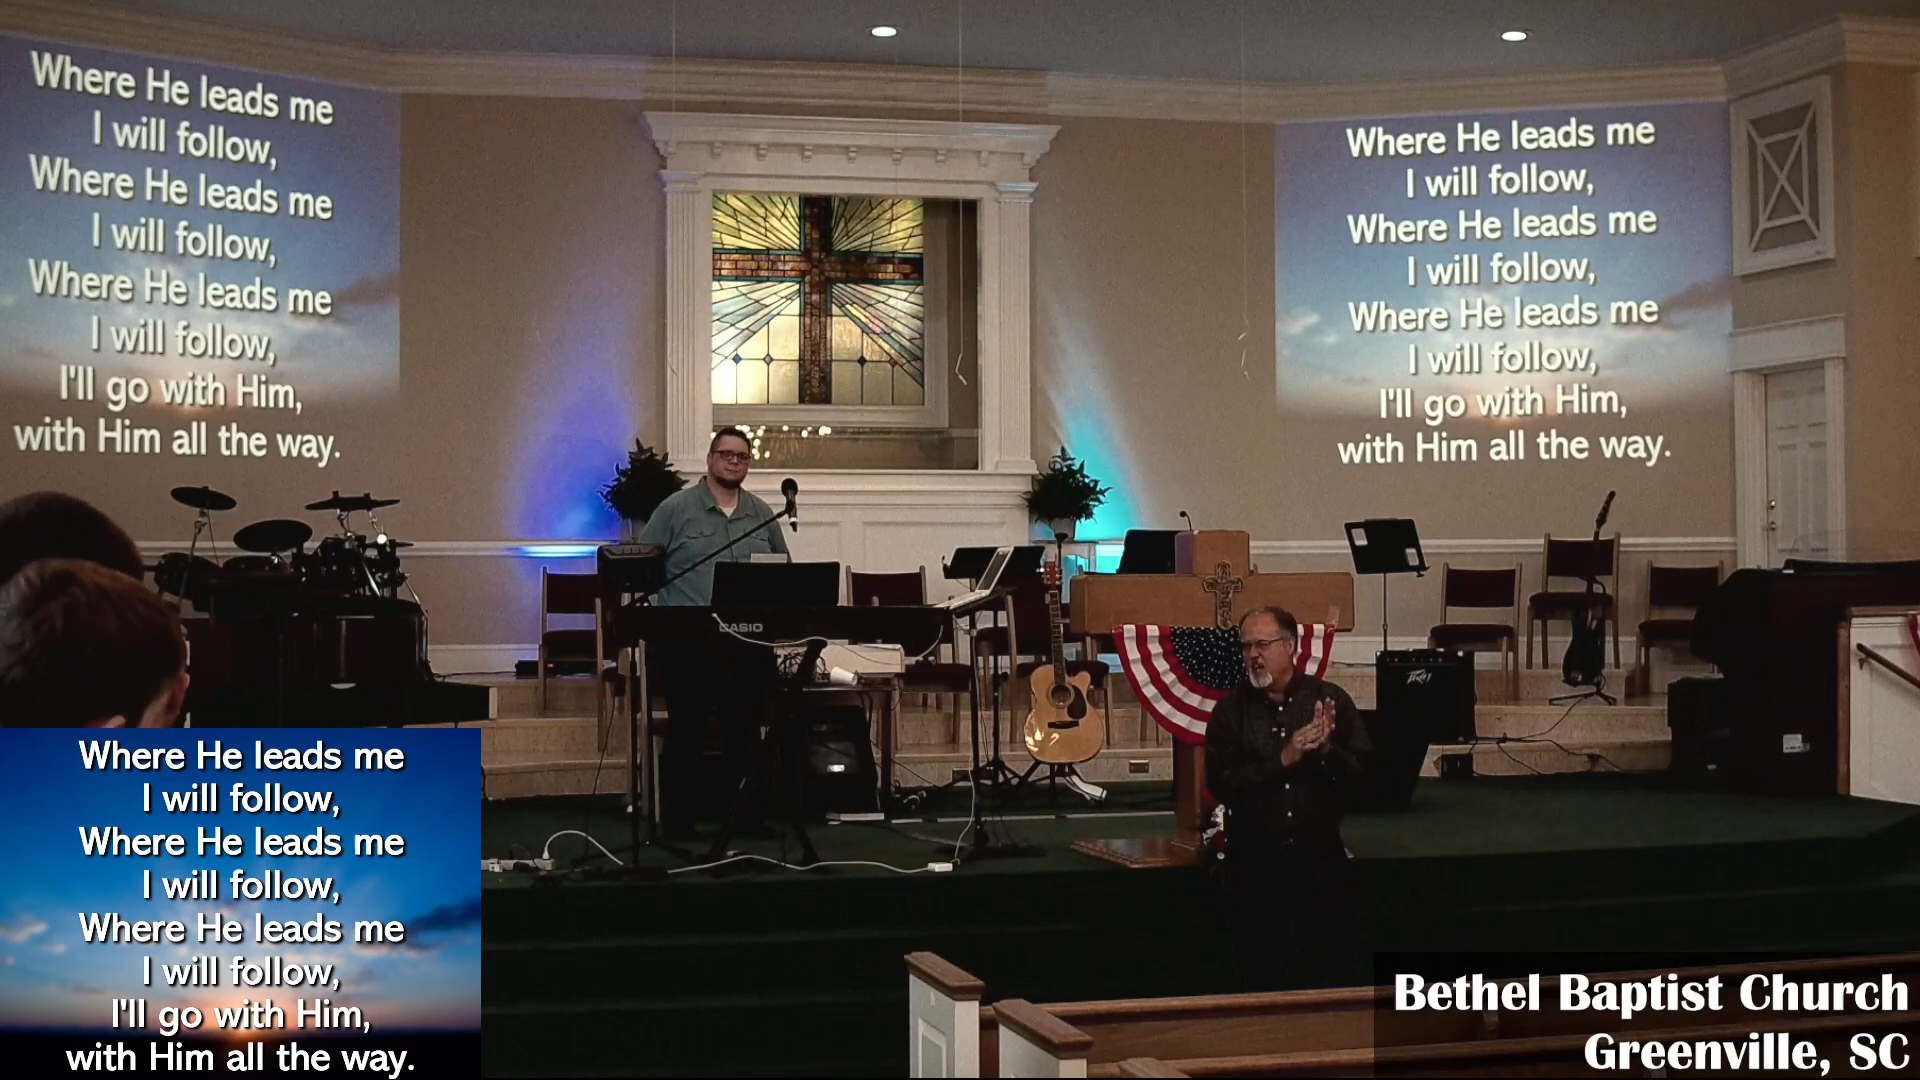 Where He leads me
I will follow,
Where He leads me
I will follow,
Where He leads me
I will follow,
I'll go with Him,
with Him all the way.
Where He leads me
I will follow,
Where He leads me
I will follow,
Where He leads me
I will follow,
I'll go with Him,
with Him all the way.
CASIO
Peavey
Where He leads me
I will follow,
Where He leads me
I will follow,
Where He leads me
I will follow,
I'll go with Him,
with Him all the way.
Bethel Baptist Church
Greenville, SC